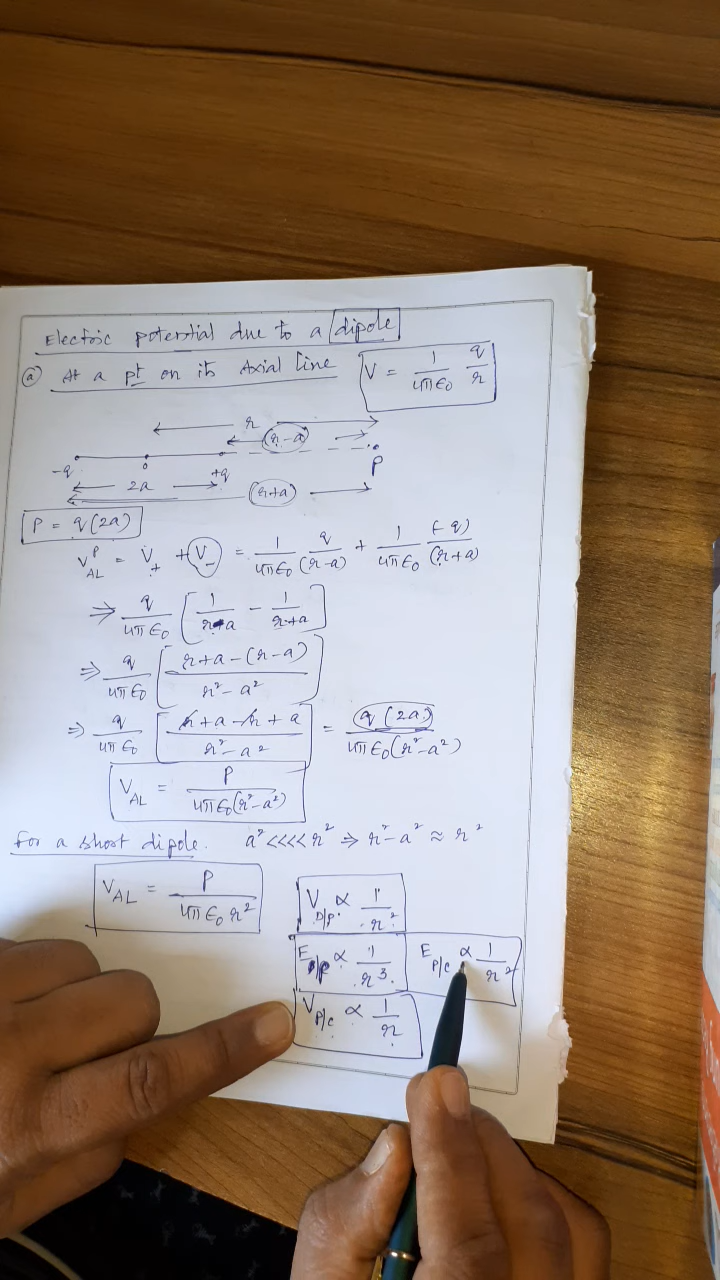 Electric potential due to a dipole
(a) At a pt on its Axial line V = 1/4πϵ₀ q/r
r
(r-a)
-q 0 +q P
2a (r+a)
P = q(2a)
V^P_AL = V₊ + V₋ = 1/4πϵ₀ q/(r-a) + 1/4πϵ₀ (-q)/(r+a)
⇒ q/4πϵ₀ [1/r-a - 1/r+a]
⇒ q/4πϵ₀ [r+a-(r-a)/r²-a²]
⇒ q/4πϵ₀ [r+a-r+a/r²-a²] = q(2a)/4πϵ₀(r²-a²)
V_AL = P/4πϵ₀(r²-a²)
For a short dipole. a² <<<< r² ⇒ r²-a² ≈ r²
V_AL = P/4πϵ₀r² V_D/P ∝ 1/r²
E_D/P ∝ 1/r³ E_P/C ∝ 1/r²
V_P/C ∝ 1/r